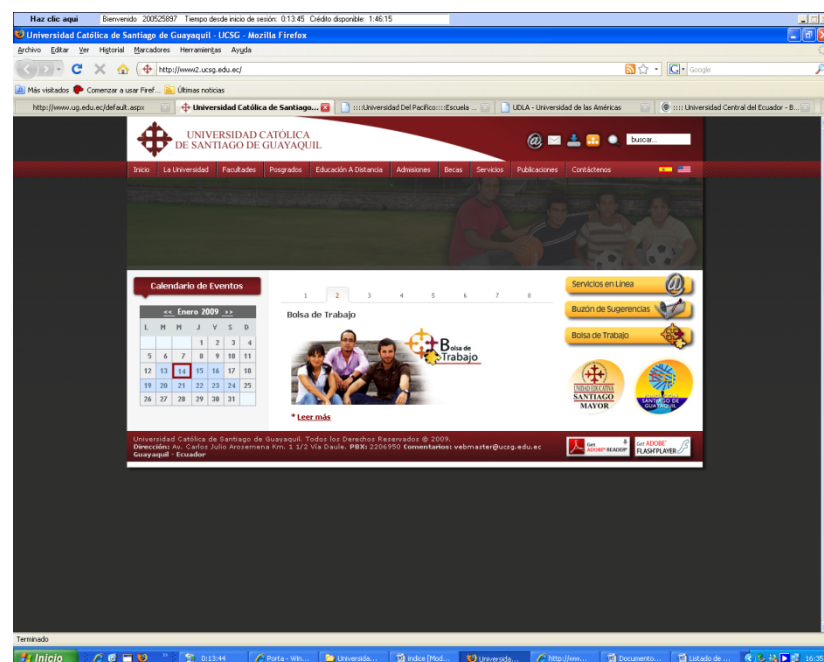 Haz clic aqui Bienvenido 200525897 Tiempo desde inicio de sesión: 0:13:45 Crédito disponible: 1:46:15
Universidad Católica de Santiago de Guayaquil - UCSG - Mozilla Firefox
Archivo Editar Ver Historial Marcadores Herramientas Ayuda
http://www2.ucsg.edu.ec/ Google
Más visitados Comenzar a usar Firef... Últimas noticias
http://www.ug.edu.ec/default.aspx Universidad Católica de Santiago... ::::Universidad Del Pacifico::::Escuela ... UDLA - Universidad de las Américas :::: Universidad Central del Ecuador - B...
UNIVERSIDAD CATÓLICA
DE SANTIAGO DE GUAYAQUIL
buscar...
Inicio La Universidad Facultades Posgrados Educación A Distancia Admisiones Becas Servicios Publicaciones Contáctenos
Calendario de Eventos
<< Enero 2009 >>
L M M J V S D
1 2 3 4
5 6 7 8 9 10 11
12 13 14 15 16 17 18
19 20 21 22 23 24 25
26 27 28 29 30 31
1 2 3 4 5 6 7 8
Bolsa de Trabajo
Bolsa de
Trabajo
* Leer más
Servicios en Linea
Buzón de Sugerencias
Bolsa de Trabajo
UNIDAD EDUCATIVA
SANTIAGO
MAYOR
SANTIAGO DE
GUAYAQUIL
Universidad Católica de Santiago de Guayaquil. Todos los Derechos Reservados @ 2009.
Dirección: Av. Carlos Julio Arosemena Km. 1 1/2 Vía Daule. PBX: 2206950 Comentarios: webmaster@ucsg.edu.ec
Guayaquil - Ecuador
Get
ADOBE READER
Get ADOBE
FLASH PLAYER
Terminado
Inicio 0:13:44 Porta - Win... Universida... indice [Mod... Universida... http://ww... Documento... Listado de ... 16:35